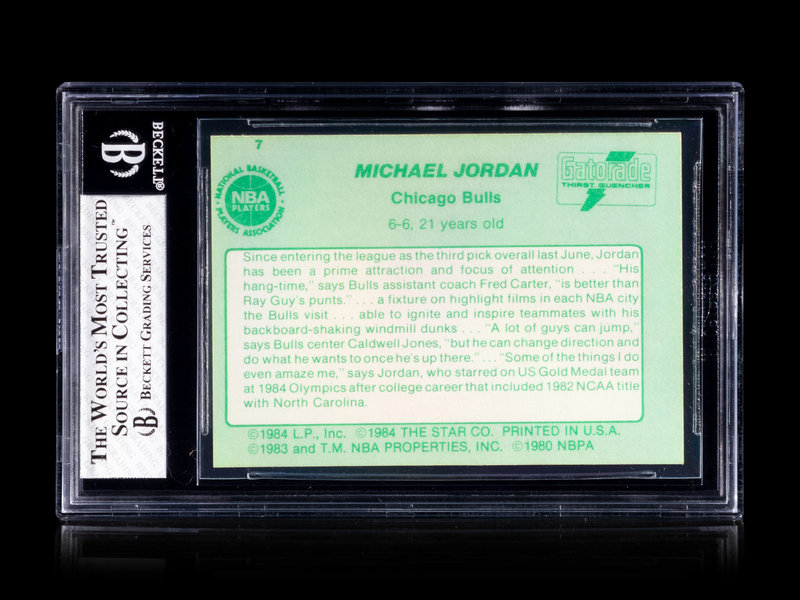 BECKETT
B
THE WORLD'S MOST TRUSTED
SOURCE IN COLLECTING™
B BECKETT GRADING SERVICES
7
NATIONAL BASKETBALL
NBA
PLAYERS
PLAYERS ASSOCIATION
MICHAEL JORDAN
Chicago Bulls
6-6, 21 years old
Gatorade
THIRST QUENCHER
Since entering the league as the third pick overall last June, Jordan
has been a prime attraction and focus of attention . . . "His
hang-time," says Bulls assistant coach Fred Carter, "is better than
Ray Guy's punts." . . . a fixture on highlight films in each NBA city
the Bulls visit . . . able to ignite and inspire teammates with his
backboard-shaking windmill dunks . . . "A lot of guys can jump,"
says Bulls center Caldwell Jones, "but he can change direction and
do what he wants to once he's up there." . . . "Some of the things I do
even amaze me," says Jordan, who starred on US Gold Medal team
at 1984 Olympics after college career that included 1982 NCAA title
with North Carolina.
©1984 L.P., Inc. ©1984 THE STAR CO. PRINTED IN U.S.A.
©1983 and T.M. NBA PROPERTIES, INC. ©1980 NBPA